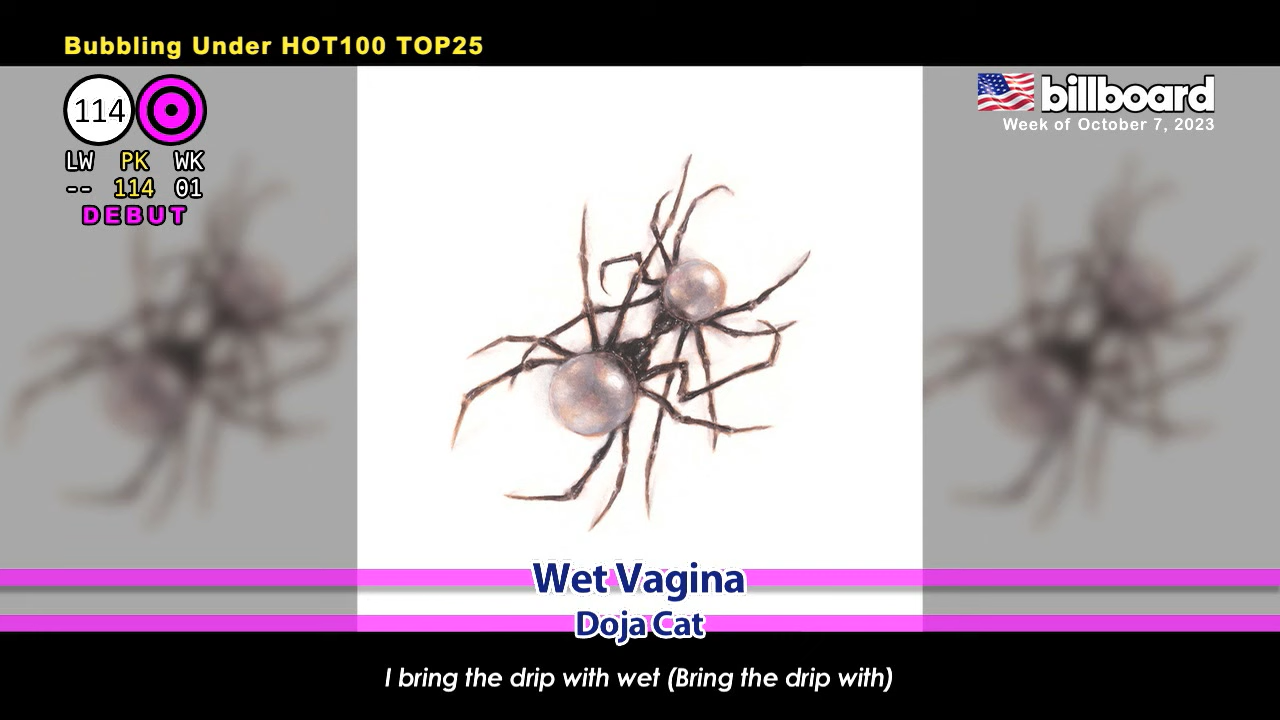 Bubbling Under HOT100 TOP25
114
LW PK WK
-- 114 01
DEBUT
billboard
Week of October 7, 2023
Wet Vagina
Doja Cat
I bring the drip with wet (Bring the drip with)